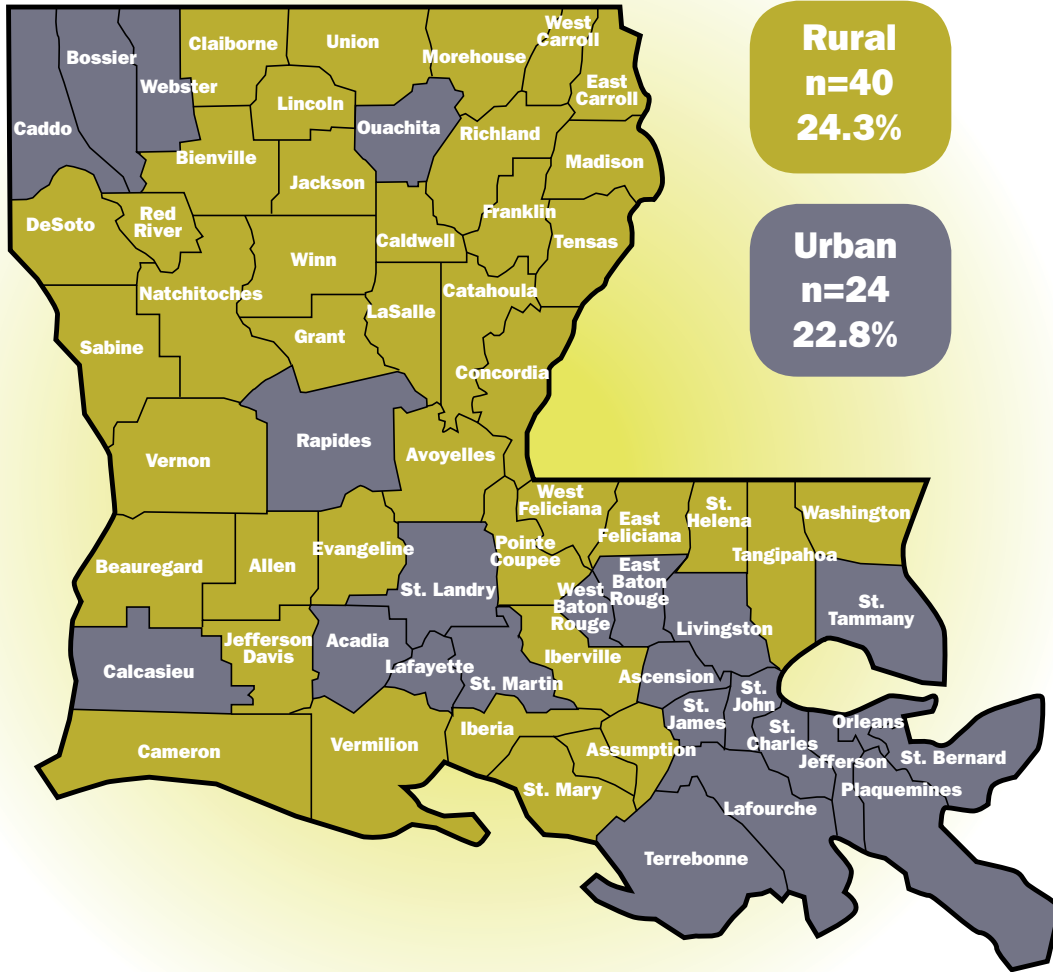 Rural
n=40
24.3%
Urban
n=24
22.8%
Caddo
Bossier
Webster
Claiborne
Union
Morehouse
West
Carroll
East
Carroll
Lincoln
Ouachita
Richland
Madison
Bienville
Jackson
Franklin
Tensas
DeSoto
Red
River
Caldwell
Winn
Natchitoches
Catahoula
LaSalle
Grant
Sabine
Concordia
Rapides
Avoyelles
Vernon
West
Feliciana
East
Feliciana
St.
Helena
Washington
Tangipahoa
Beauregard
Allen
Evangeline
Pointe
Coupee
St. Landry
East
Baton
Rouge
West
Baton
Rouge
Livingston
St.
Tammany
Calcasieu
Jefferson
Davis
Acadia
Lafayette
St. Martin
Iberville
Ascension
St.
James
St.
John
St.
Charles
Orleans
Jefferson
St. Bernard
Plaquemines
Cameron
Vermilion
Iberia
Assumption
St. Mary
Lafourche
Terrebonne